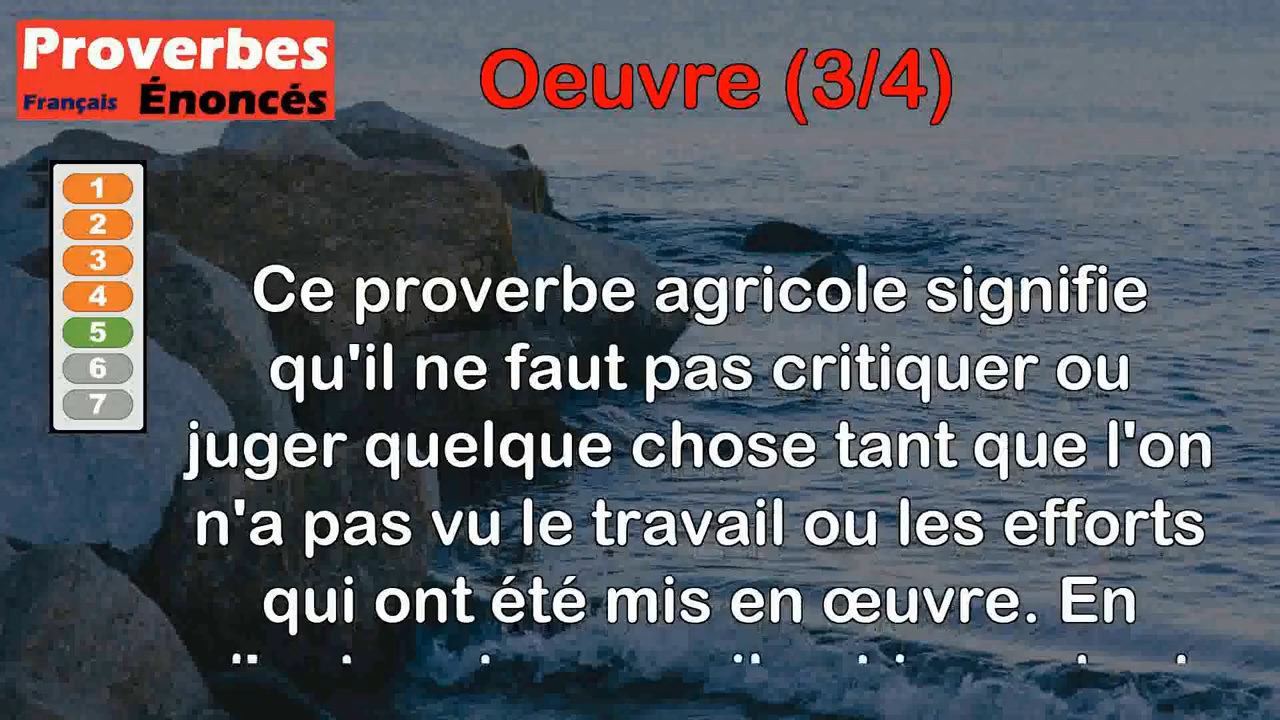 Proverbes
Français Énoncés
Oeuvre (3/4)
1
2
3
4
5
6
7
Ce proverbe agricole signifie
qu'il ne faut pas critiquer ou
juger quelque chose tant que l'on
n'a pas vu le travail ou les efforts
qui ont été mis en œuvre. En